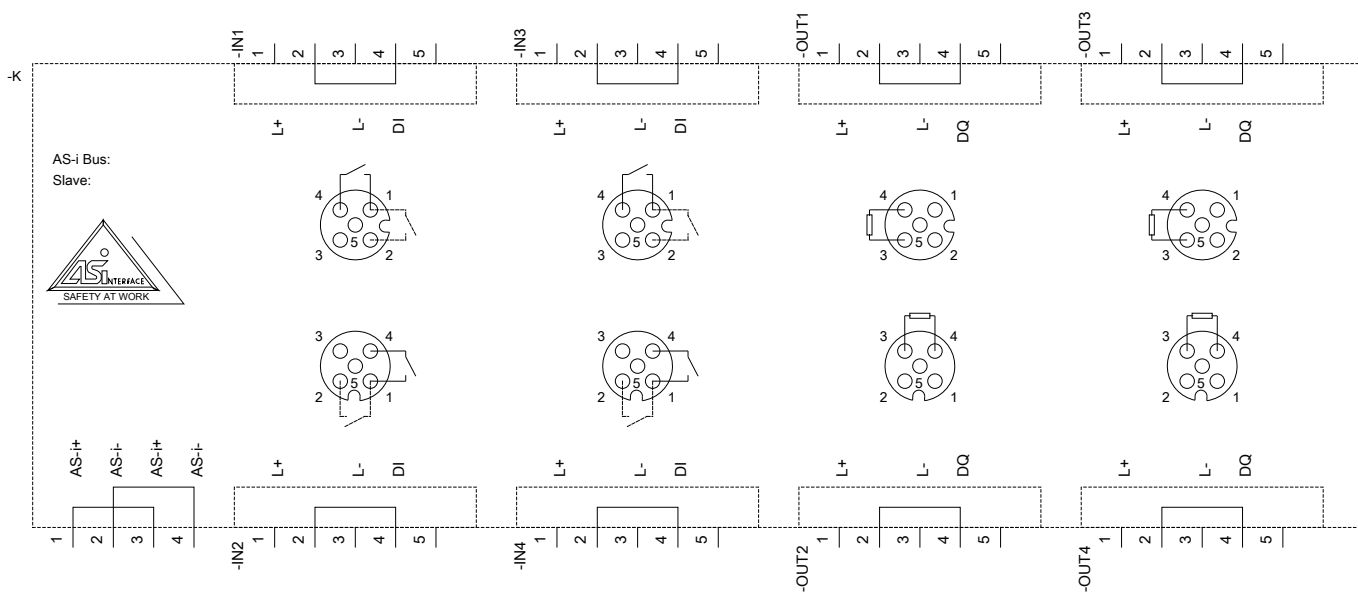 -K
-IN1
1 2 3 4 5
-IN3
1 2 3 4 5
-OUT1
1 2 3 4 5
-OUT3
1 2 3 4 5
L+ L- DI
L+ L- DI
L+ L- DQ
L+ L- DQ
AS-i Bus:
Slave:
ASi INTERFACE
SAFETY AT WORK
4 1
3 5 2
4 1
3 5 2
4 1
3 5 2
4 1
3 5 2
3 4
2 5 1
3 4
2 5 1
3 4
2 5 1
3 4
2 5 1
AS-i+ AS-i- AS-i+ AS-i-
1 2 3 4
L+ L- DI
L+ L- DI
L+ L- DQ
L+ L- DQ
-IN2
1 2 3 4 5
-IN4
1 2 3 4 5
-OUT2
1 2 3 4 5
-OUT4
1 2 3 4 5